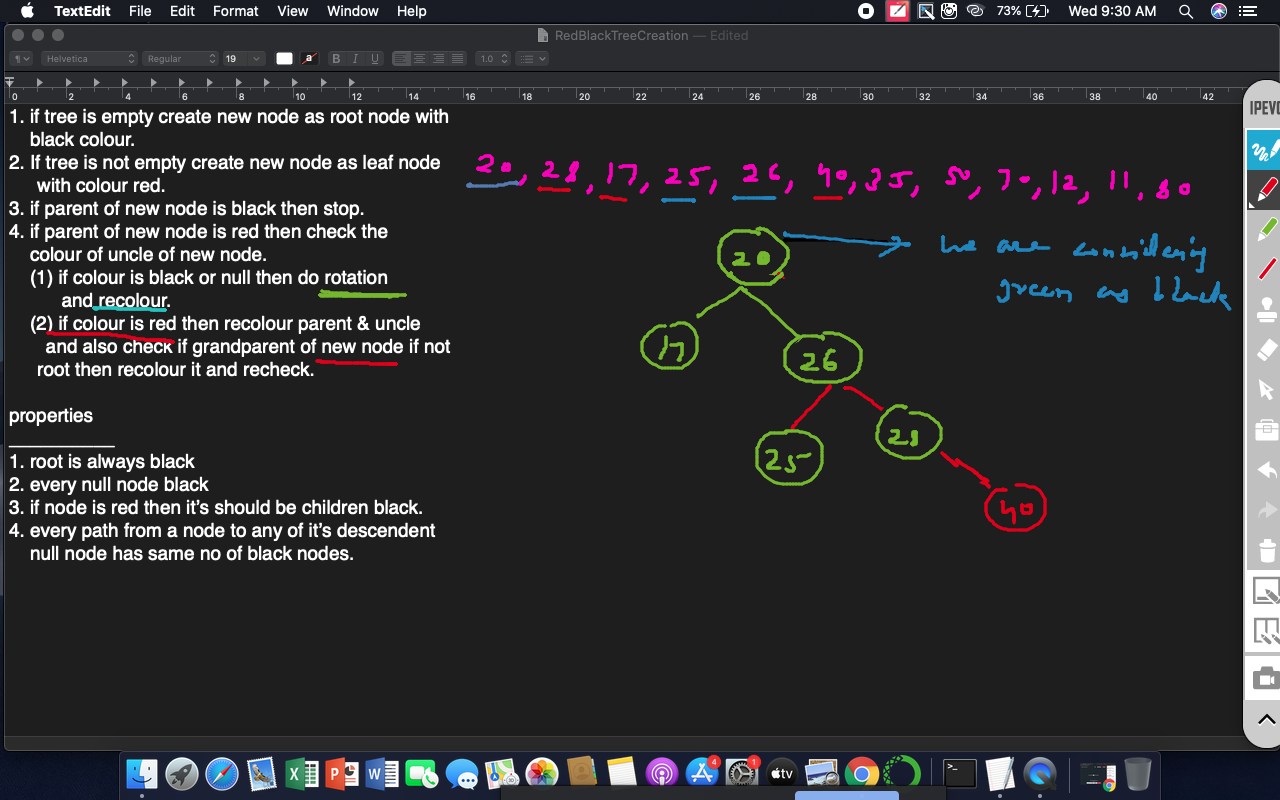 TextEdit File Edit Format View Window Help 73% Wed 9:30 AM
RedBlackTreeCreation — Edited
Helvetica Regular 19 a B I U 1.0
0 2 4 6 8 10 12 14 16 18 20 22 24 26 28 30 32 34 36 38 40 42
IPEVO
1. if tree is empty create new node as root node with
black colour.
2. If tree is not empty create new node as leaf node
with colour red.
3. if parent of new node is black then stop.
4. if parent of new node is red then check the
colour of uncle of new node.
(1) if colour is black or null then do rotation
and recolour.
(2) if colour is red then recolour parent & uncle
and also check if grandparent of new node if not
root then recolour it and recheck.
properties
1. root is always black
2. every null node black
3. if node is red then it's should be children black.
4. every path from a node to any of it's descendent
null node has same no of black nodes.
20, 28, 17, 25, 26, 40, 35, 50, 70, 12, 11, 80
20
we are considering
green as black
17
26
25
28
40
4 1
tv